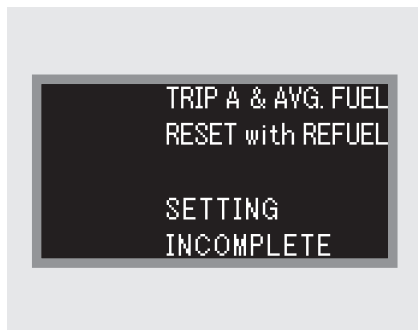 TRIP A & AVG. FUEL
RESET with REFUEL
SETTING
INCOMPLETE